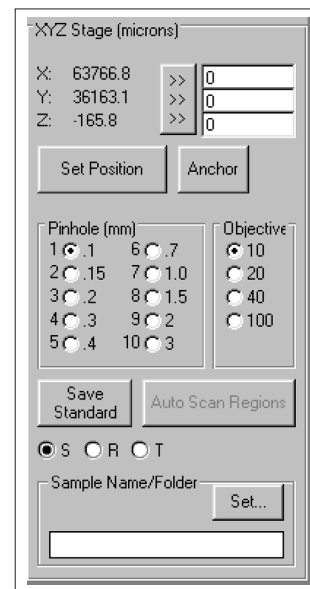 XYZ Stage (microns)
X: 63766.8 >> 0
Y: 36163.1 >> 0
Z: -165.8 >> 0
Set Position Anchor
Pinhole (mm) Objective
1 .1 6 .7 10
2 .15 7 1.0 20
3 .2 8 1.5 40
4 .3 9 2 100
5 .4 10 3
Save
Standard
Auto Scan Regions
S R T
Sample Name/Folder
Set...